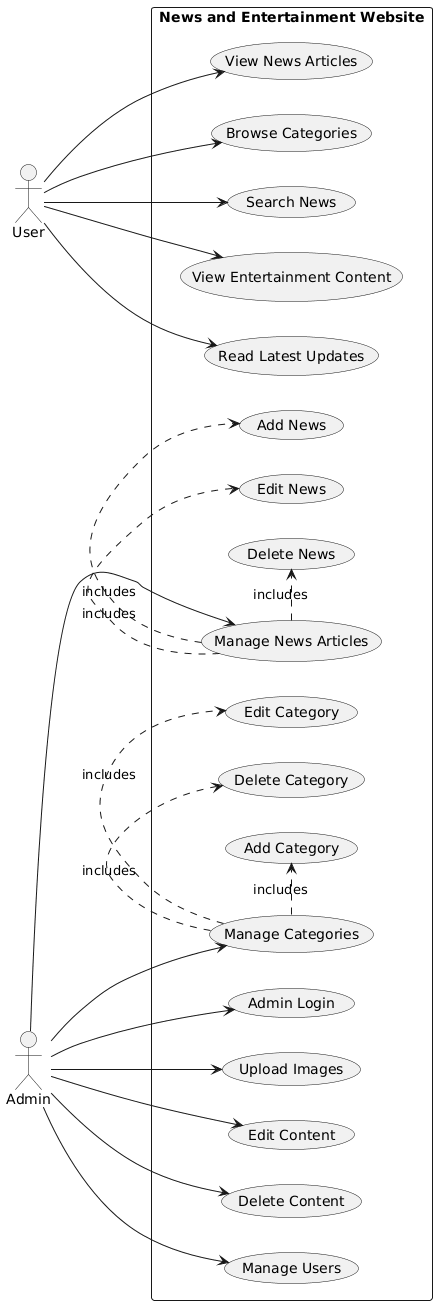 News and Entertainment Website
View News Articles
Browse Categories
Search News
User
View Entertainment Content
Read Latest Updates
Add News
Edit News
Delete News
includes
includes
includes
Manage News Articles
Edit Category
includes
Delete Category
Add Category
includes
includes
Manage Categories
Admin Login
Upload Images
Admin
Edit Content
Delete Content
Manage Users